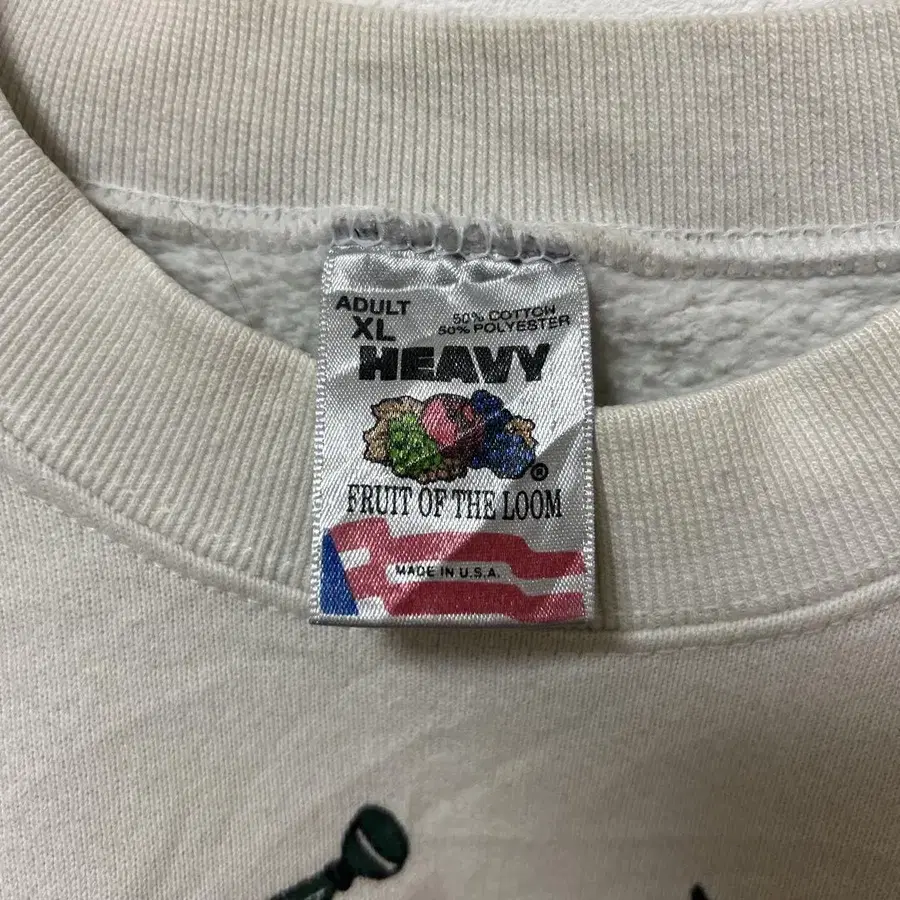 ADULT
XL
50% COTTON
50% POLYESTER
HEAVY
®
FRUIT OF THE LOOM
MADE IN U.S.A.